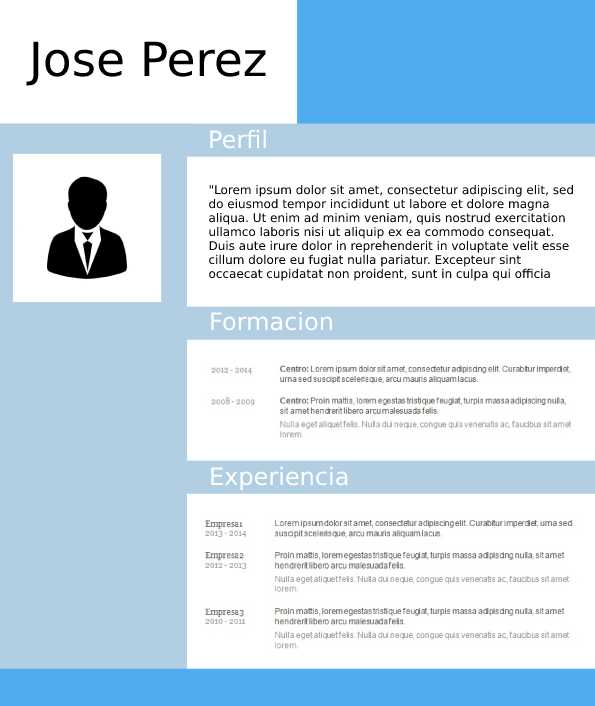 Jose Perez
Perfil
"Lorem ipsum dolor sit amet, consectetur adipiscing elit, sed
do eiusmod tempor incididunt ut labore et dolore magna
aliqua. Ut enim ad minim veniam, quis nostrud exercitation
ullamco laboris nisi ut aliquip ex ea commodo consequat.
Duis aute irure dolor in reprehenderit in voluptate velit esse
cillum dolore eu fugiat nulla pariatur. Excepteur sint
occaecat cupidatat non proident, sunt in culpa qui officia
Formacion
2012 - 2014 Centro: Lorem ipsum dolor sit amet, consectetur adipiscing elit. Curabitur imperdiet,
urna sed suscipit scelerisque, arcu mauris aliquam lacus.
2008 - 2009 Centro: Proin mattis, lorem egestas tristique feugiat, turpis massa adipiscing nulla,
sit amet hendrerit libero arcu malesuada felis.
Nulla eget aliquet felis. Nulla dui neque, congue quis venenatis ac, faucibus sit amet
lorem.
Experiencia
Empresa1 Lorem ipsum dolor sit amet, consectetur adipiscing elit. Curabitur imperdiet, urna sed
2013 - 2014 suscipit scelerisque, arcu mauris aliquam lacus.
Empresa2 Proin mattis, lorem egestas tristique feugiat, turpis massa adipiscing nulla, sit amet
2012 - 2013 hendrerit libero arcu malesuada felis.
Nulla eget aliquet felis. Nulla dui neque, congue quis venenatis ac, faucibus sit amet
lorem.
Empresa3 Proin mattis, lorem egestas tristique feugiat, turpis massa adipiscing nulla, sit amet
2010 - 2011 hendrerit libero arcu malesuada felis.
Nulla eget aliquet felis. Nulla dui neque, congue quis venenatis ac, faucibus sit amet
lorem.